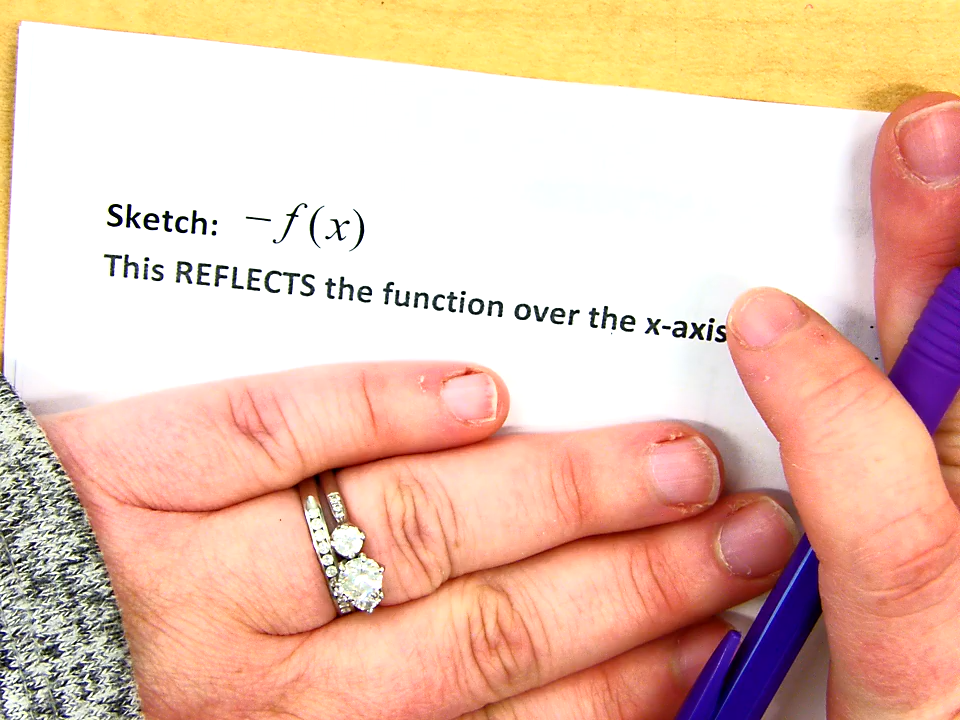 Sketch: −f(x)
This REFLECTS the function over the x-axis